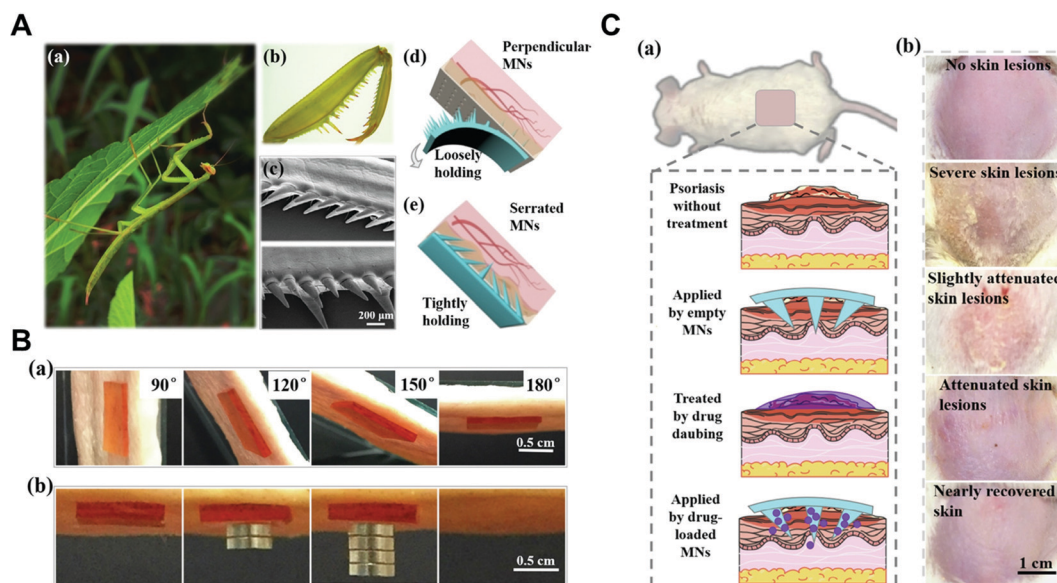 A
(a)
(b)
(c)
200 μm
(d)
Perpendicular
MNs
Loosely
holding
(e)
Serrated
MNs
Tightly
holding
B
(a)
90°
120°
150°
180°
0.5 cm
(b)
0.5 cm
C
(a)
Psoriasis
without
treatment
Applied
by empty
MNs
Treated
by drug
daubing
Applied
by drug-
loaded
MNs
(b)
No skin lesions
Severe skin lesions
Slightly attenuated
skin lesions
Attenuated skin
lesions
Nearly recovered
skin
1 cm